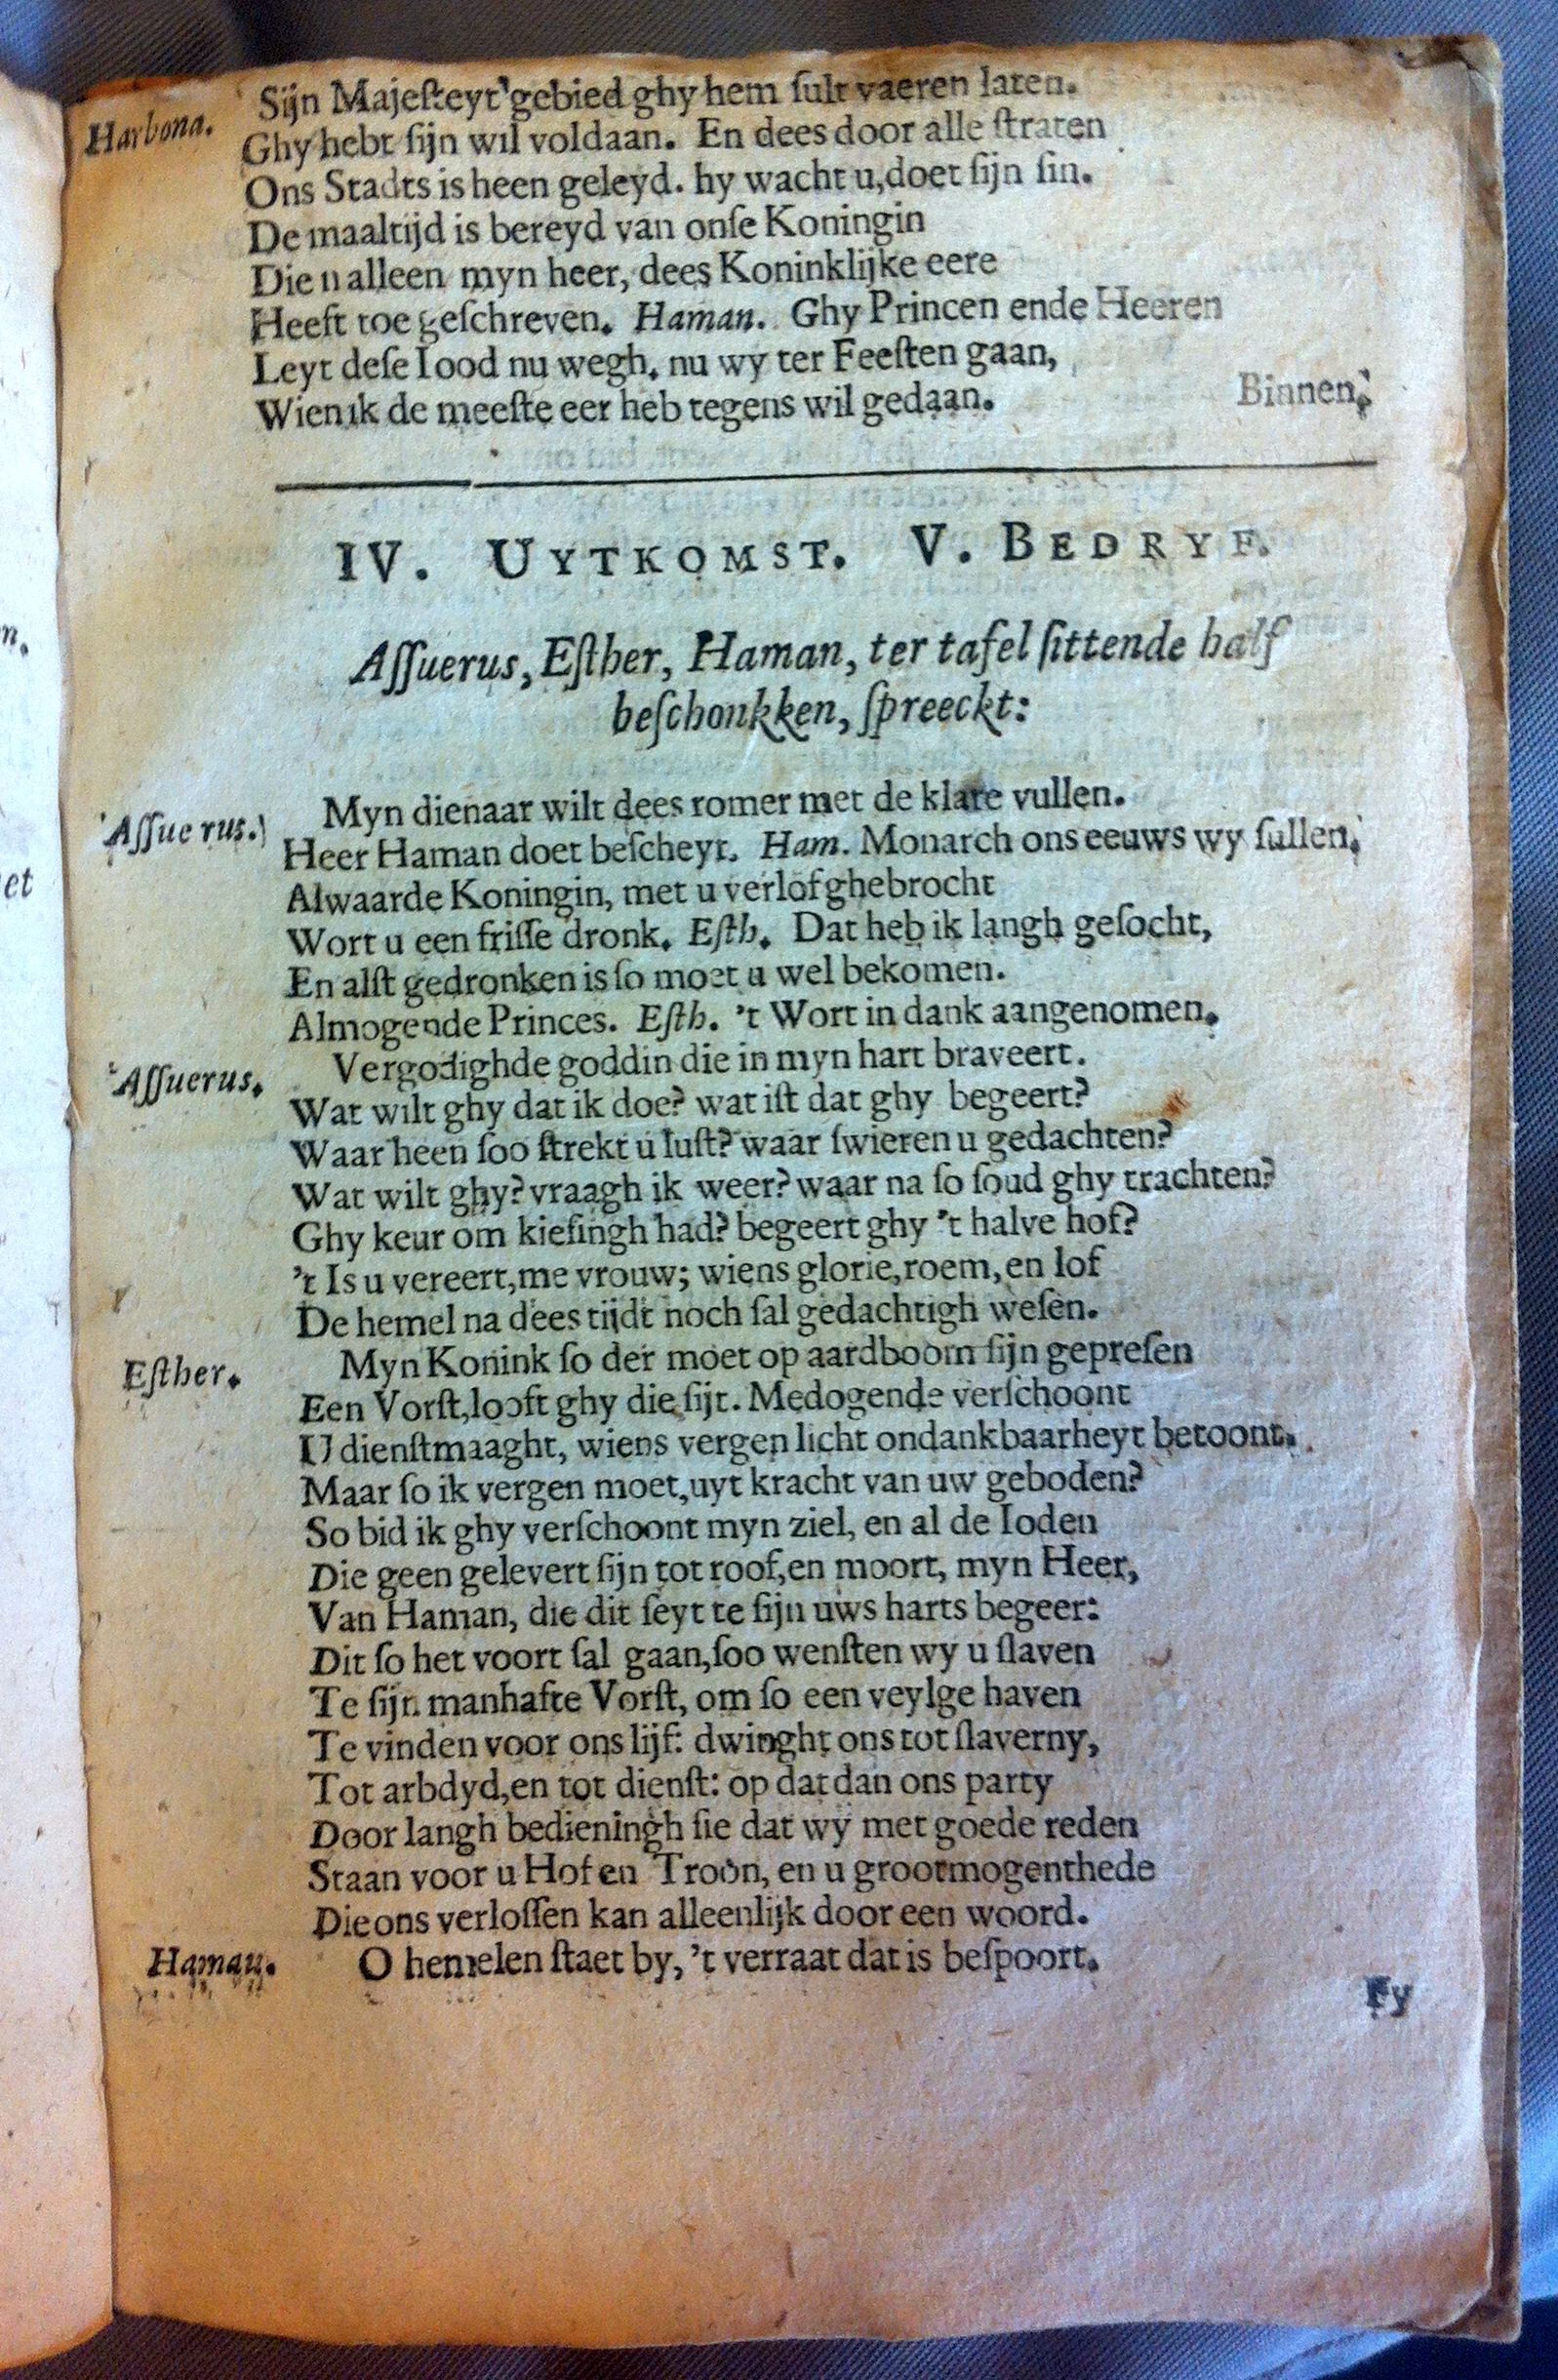 Harbona. Sijn Majeſteyt gebied ghy hem ſult vaeren laten.
Ghy hebt ſijn wil voldaan. En dees door alle ſtraten
Ons Stadts is heen geleyd. hy wacht u, doet ſijn ſin.
De maaltijd is bereyd van onſe Koningin
Die u alleen myn heer, dees Koninklijke eere
Heeft toe geſchreven. Haman. Ghy Princen ende Heeren
Leyt deſe Iood nu wegh, nu wy ter Feeſten gaan,
Wien ik de meeſte eer heb tegens wil gedaan. Binnen.
IV. UYTKOMST. V. BEDRYF.
Aſſuerus, Eſther, Haman, ter tafel ſittende half
beſchonkken, ſpreeckt:
Aſſuerus. Myn dienaar wilt dees romer met de klare vullen.
Heer Haman doet beſcheyt. Ham. Monarch ons eeuws wy ſullen.
Alwaarde Koningin, met u verlof ghebrocht
Wort u een friſſe dronk. Eſth. Dat heb ik langh geſocht,
En alſt gedronken is ſo moet u wel bekomen.
Almogende Princes. Eſth. 't Wort in dank aangenomen.
Aſſuerus. Vergodighde goddin die in myn hart braveert.
Wat wilt ghy dat ik doe? wat iſt dat ghy begeert?
Waar heen ſoo ſtrekt u luſt? waar ſwieren u gedachten?
Wat wilt ghy? vraagh ik weer? waar na ſo ſoud ghy trachten?
Ghy keur om kieſingh had? begeert ghy 't halve hof?
't Is u vereert, me vrouw; wiens glorie, roem, en lof
De hemel na dees tijdt noch ſal gedachtigh weſen.
Eſther. Myn Konink ſo der moet op aardboom ſijn gepreſen
Een Vorſt, looft ghy die ſijt. Medogende verſchoont
U dienſtmaaght, wiens vergen licht ondankbaarheyt betoont.
Maar ſo ik vergen moet, uyt kracht van uw geboden?
So bid ik ghy verſchoont myn ziel, en al de Ioden
Die geen gelevert ſijn tot roof, en moort, myn Heer,
Van Haman, die dit ſeyt te ſijn uws harts begeer:
Dit ſo het voort ſal gaan, ſoo wenſten wy u ſlaven
Te ſijn manhafte Vorſt, om ſo een veylge haven
Te vinden voor ons lijf: dwinght ons tot ſlaverny,
Tot arbdyd, en tot dienſt: op dat dan ons party
Door langh bedieningh ſie dat wy met goede reden
Staan voor u Hof en Troon, en u grootmogenthede
Die ons verloſſen kan alleenlijk door een woord.
Haman. O hemelen ſtaet by, 't verraat dat is beſpoort.
Fy